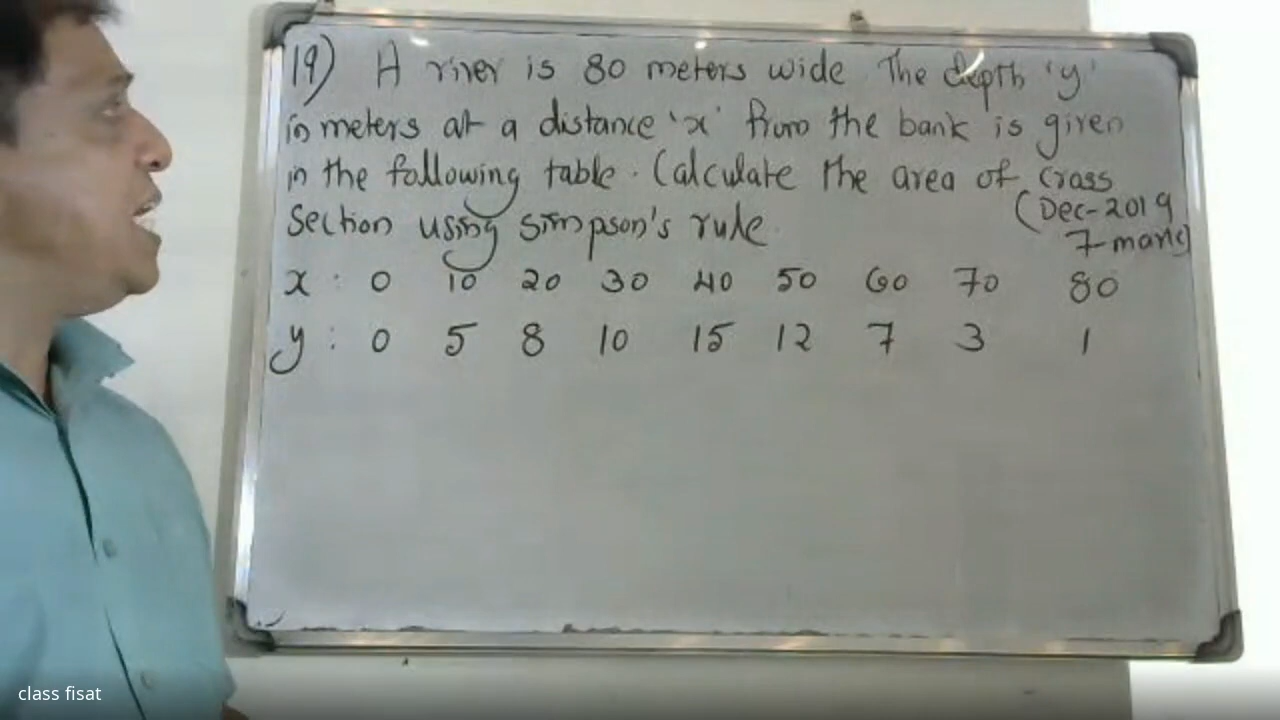 19) A river is 80 meters wide The depth 'y'
in meters at a distance 'x' from the bank is given
in the following table. Calculate the area of cross
section using simpson's rule. (Dec-2019
7 marks)
x : 0 10 20 30 40 50 60 70 80
y : 0 5 8 10 15 12 7 3 1
class fisat